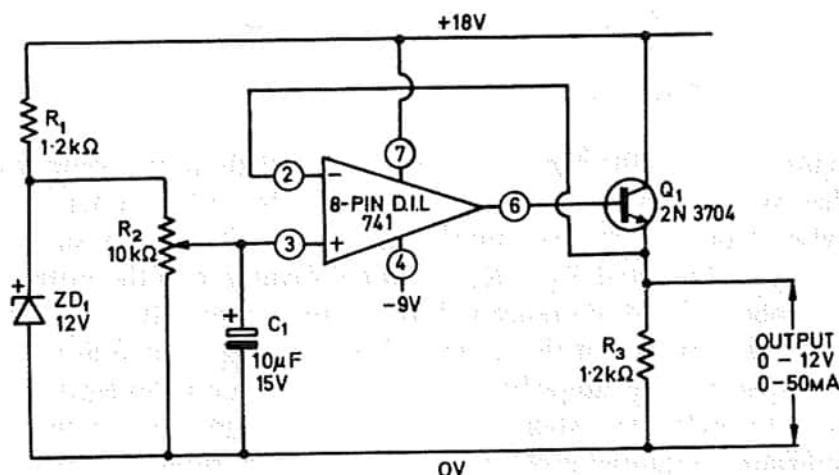 +18V
R1
1·2kΩ
7
2
−
8-PIN D.I.L
741
6
Q1
2N 3704
R2
10kΩ
3
+
4
-9V
+
ZD1
12V
+
C1
10µF
15V
R3
1·2kΩ
OUTPUT
0-12V
0-50mA
0V